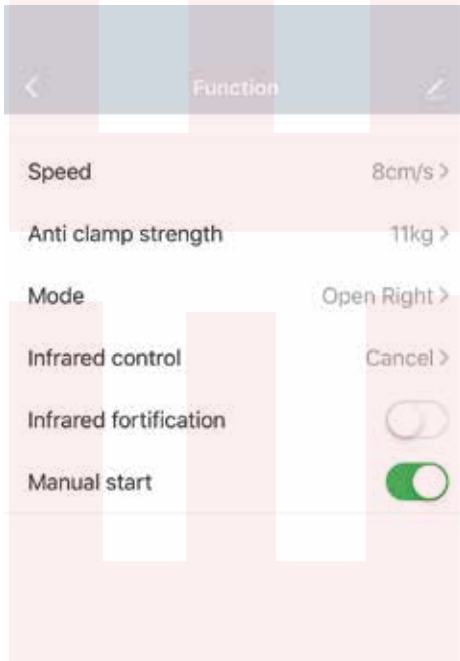 Function
Speed 8cm/s >
Anti clamp strength 11kg >
Mode Open Right >
Infrared control Cancel >
Infrared fortification
Manual start